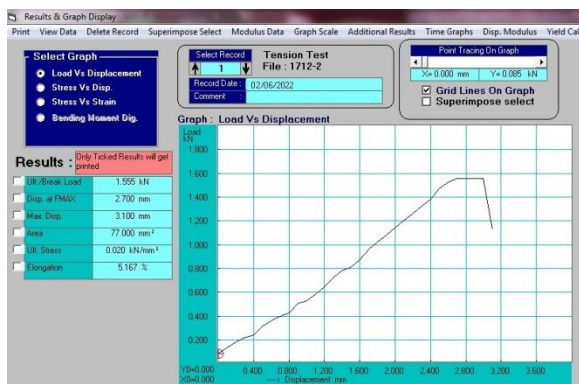 Results & Graph Display
Print View Data Delete Record Superimpose Select Modulus Data Graph Scale Additional Results Time Graphs Disp. Modulus Yield Cal
Select Graph
Load Vs Displacement
Stress Vs Disp.
Stress Vs Strain
Bending Moment Dig.
Select Record
1
Tension Test
File : 1712-2
Record Date : 02/06/2022
Comment :
Point Tracing On Graph
X= 0.000 mm Y= 0.085 kN
Grid Lines On Graph
Superimpose select
Results :
Only Ticked Results will get
printed
Ult./Break Load 1.555 kN
Disp. at FMAX 2.700 mm
Max. Disp. 3.100 mm
Area 77.000 mm²
Ult. Stress 0.020 kN/mm²
Elongation 5.167 %
Graph : Load Vs Displacement
Load
kN
1.800
1.600
1.400
1.200
1.000
0.800
0.600
0.400
0.200
Y0=0.000
X0=0.000
0.400 0.800 1.200 1.600 2.000 2.400 2.800 3.200 3.600
---> Displacement mm